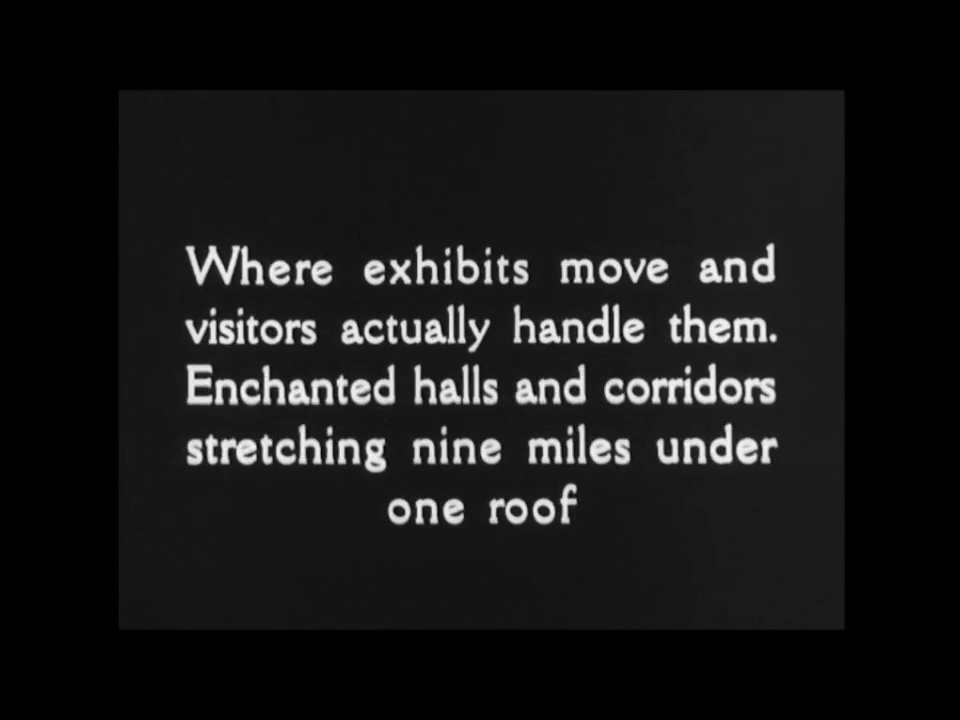 Where exhibits move and
visitors actually handle them.
Enchanted halls and corridors
stretching nine miles under
one roof